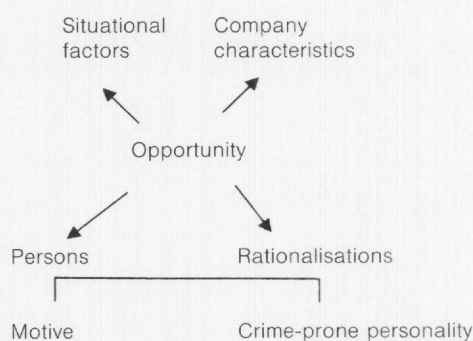 Situational Company
factors characteristics
Opportunity
Persons Rationalisations
Motive Crime-prone personality